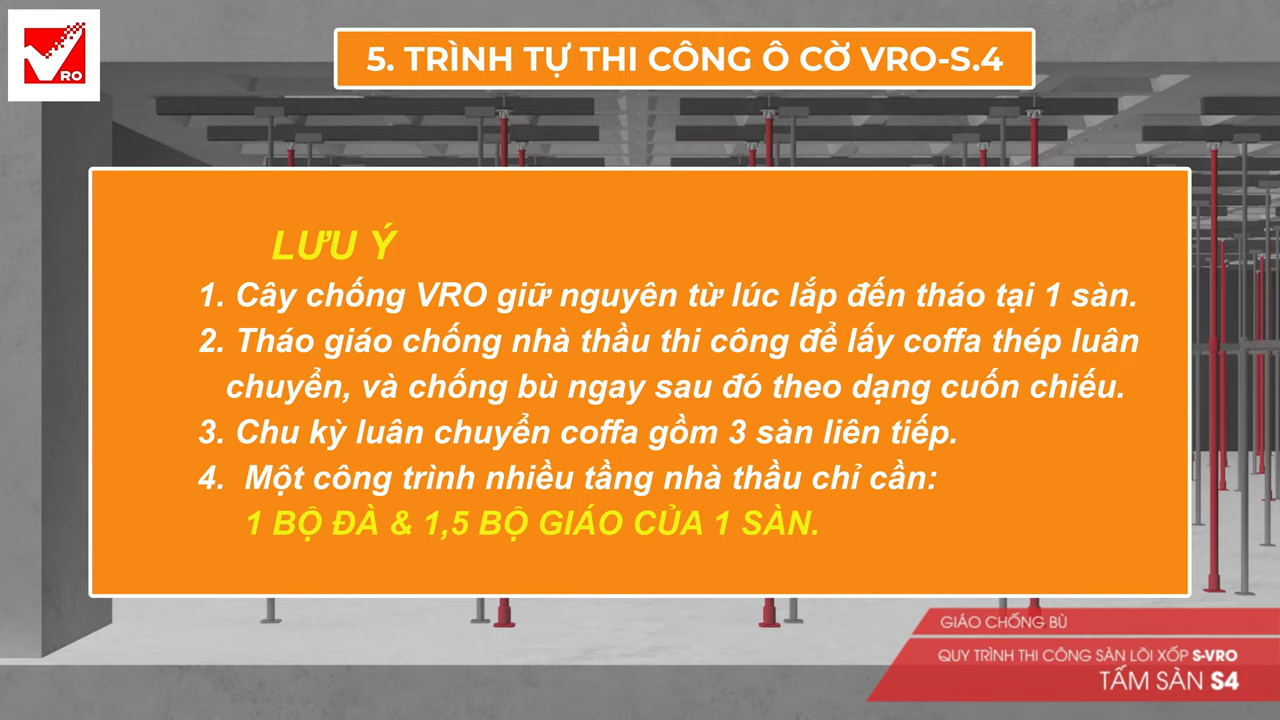 VRO
5. TRÌNH TỰ THI CÔNG Ô CỜ VRO-S.4
LƯU Ý
1. Cây chống VRO giữ nguyên từ lúc lắp đến tháo tại 1 sàn.
2. Tháo giáo chống nhà thầu thi công để lấy coffa thép luân
chuyển, và chống bù ngay sau đó theo dạng cuốn chiếu.
3. Chu kỳ luân chuyển coffa gồm 3 sàn liên tiếp.
4. Một công trình nhiều tầng nhà thầu chỉ cần:
1 BỘ ĐÀ & 1,5 BỘ GIÁO CỦA 1 SÀN.
GIÁO CHỐNG BÙ
QUY TRÌNH THI CÔNG SÀN LÕI XỐP S-VRO
TẤM SÀN S4